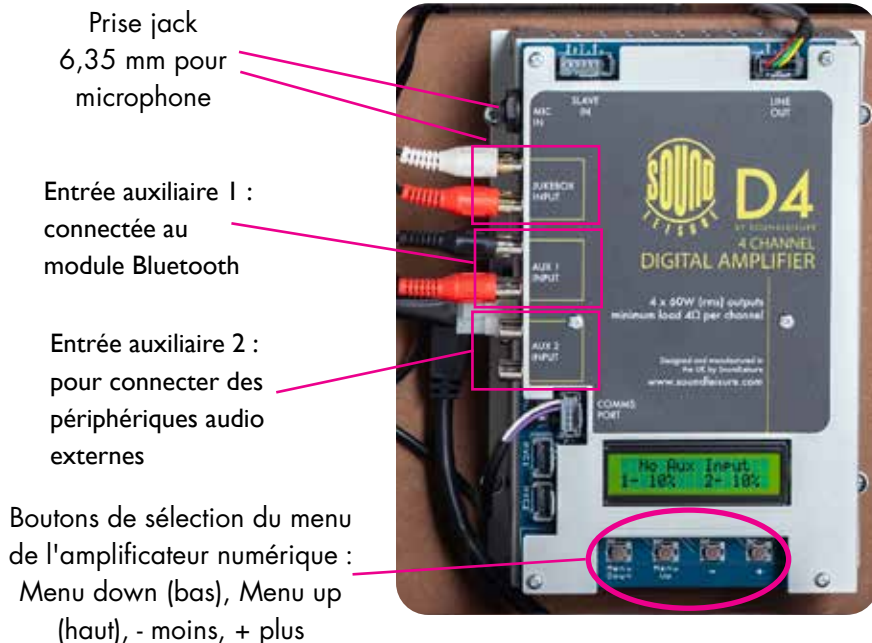 Prise jack
6,35 mm pour
microphone
Entrée auxiliaire 1 :
connectée au
module Bluetooth
Entrée auxiliaire 2 :
pour connecter des
périphériques audio
externes
Boutons de sélection du menu
de l'amplificateur numérique :
Menu down (bas), Menu up
(haut), - moins, + plus
MIC
IN
SLAVE
IN
LINE
OUT
JUKEBOX
INPUT
AUX 1
INPUT
AUX 2
INPUT
SOUND
LEISURE
D4
BY SOUNDLEISURE
4 CHANNEL
DIGITAL AMPLIFIER
4 x 60W (rms) outputs
minimum load 4Ω per channel
Designed and manufactured in
the UK by Soundleisure
www.soundleisure.com
COMMS
PORT
No Aux Input
1- 10% 2- 10%
Menu
Down
Menu
Up
-
+